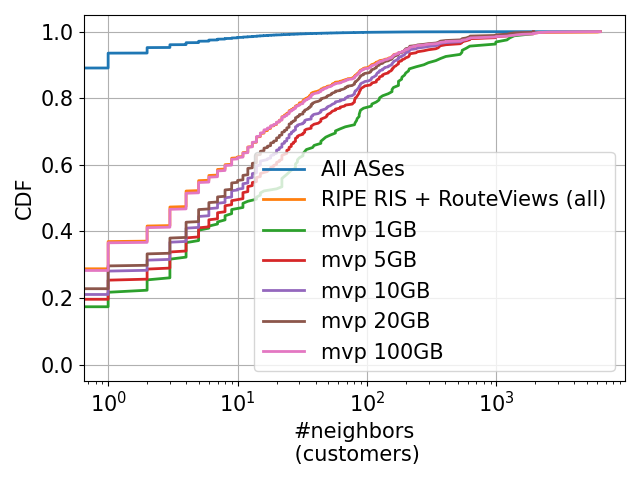 1.0
0.8
0.6
0.4
0.2
0.0
CDF
All ASes
RIPE RIS + RouteViews (all)
mvp 1GB
mvp 5GB
mvp 10GB
mvp 20GB
mvp 100GB
10⁰
10¹
10²
10³
#neighbors
(customers)